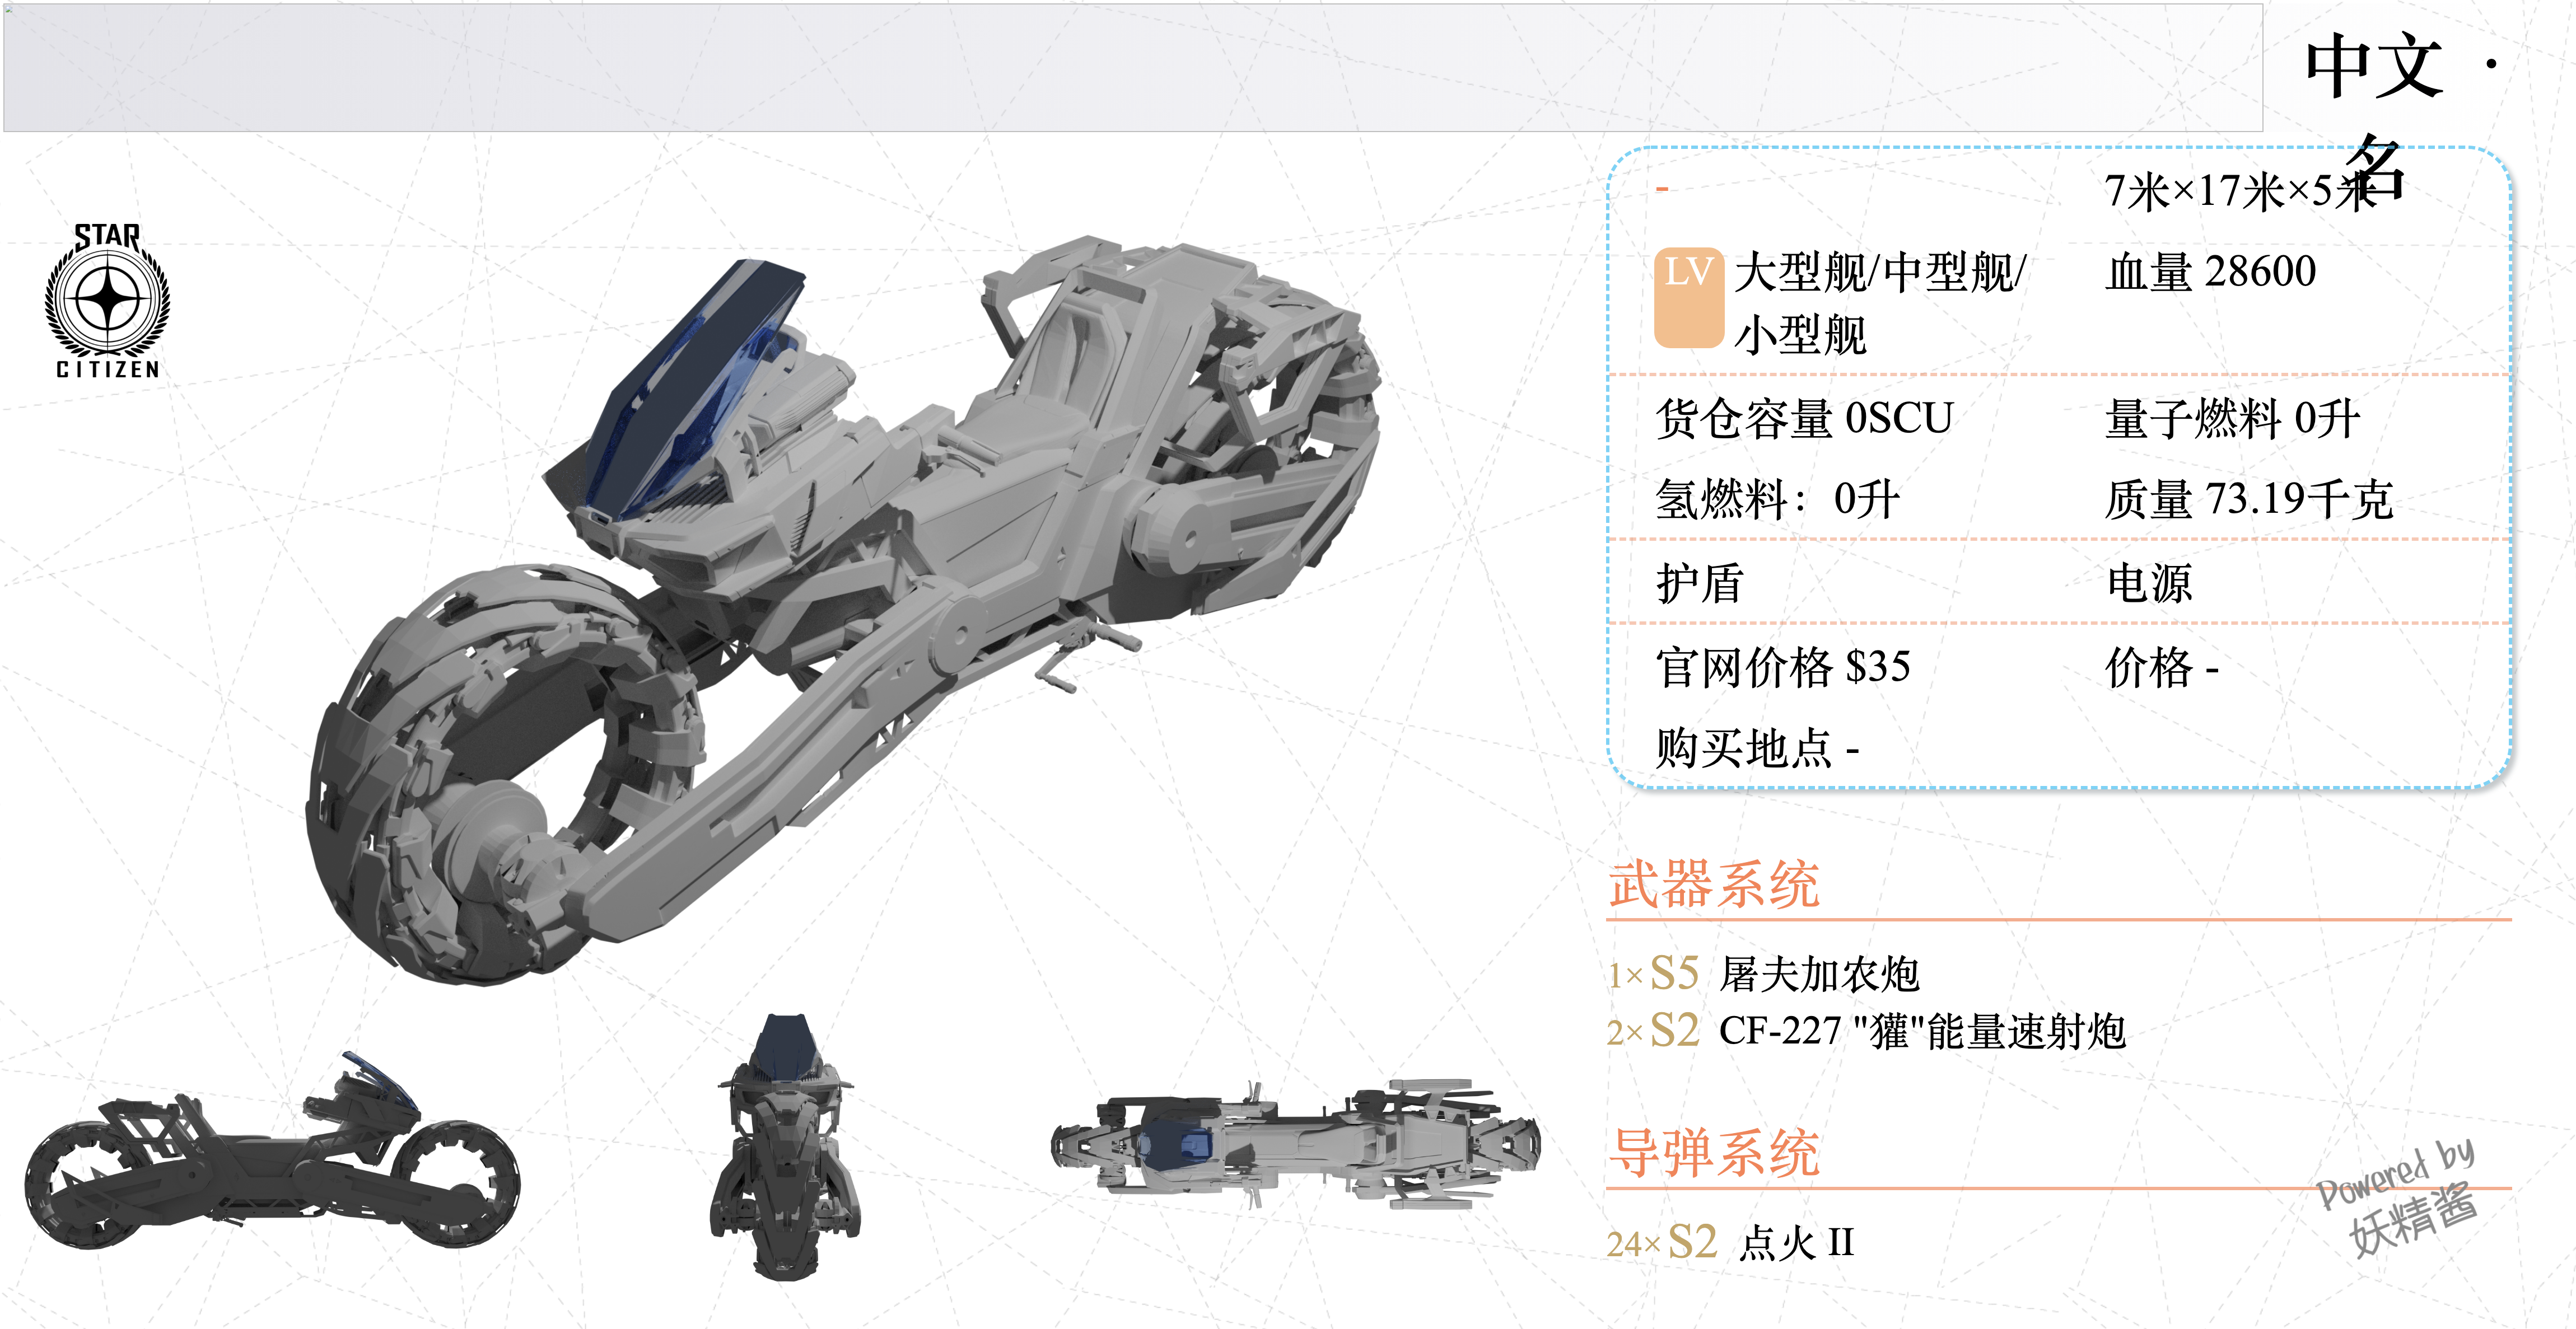 中文 ·
名
STAR
CITIZEN
-
7米×17米×5米
LV 大型舰/中型舰/
小型舰
血量 28600
货仓容量 0SCU
量子燃料 0升
氢燃料：0升
质量 73.19千克
护盾
电源
官网价格 $35
价格 -
购买地点 -
武器系统
1× S5 屠夫加农炮
2× S2 CF-227 "獾"能量速射炮
导弹系统
24× S2 点火 II
Powered by
妖精酱